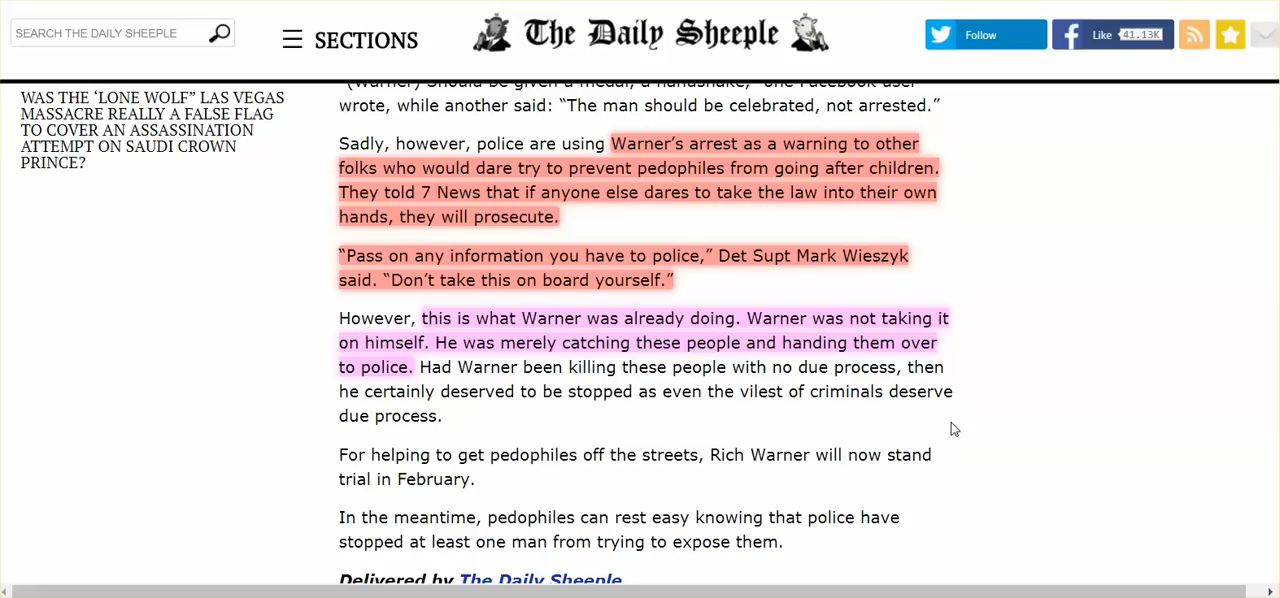 SEARCH THE DAILY SHEEPLE
SECTIONS
The Daily Sheeple
Follow
Like 41.13K
WAS THE ‘LONE WOLF” LAS VEGAS
MASSACRE REALLY A FALSE FLAG
TO COVER AN ASSASSINATION
ATTEMPT ON SAUDI CROWN
PRINCE?
“(Warner) Should be given a medal, a handshake,” one Facebook user
wrote, while another said: “The man should be celebrated, not arrested.”
Sadly, however, police are using Warner’s arrest as a warning to other
folks who would dare try to prevent pedophiles from going after children.
They told 7 News that if anyone else dares to take the law into their own
hands, they will prosecute.
“Pass on any information you have to police,” Det Supt Mark Wieszyk
said. “Don’t take this on board yourself.”
However, this is what Warner was already doing. Warner was not taking it
on himself. He was merely catching these people and handing them over
to police. Had Warner been killing these people with no due process, then
he certainly deserved to be stopped as even the vilest of criminals deserve
due process.
For helping to get pedophiles off the streets, Rich Warner will now stand
trial in February.
In the meantime, pedophiles can rest easy knowing that police have
stopped at least one man from trying to expose them.
Delivered by The Daily Sheeple